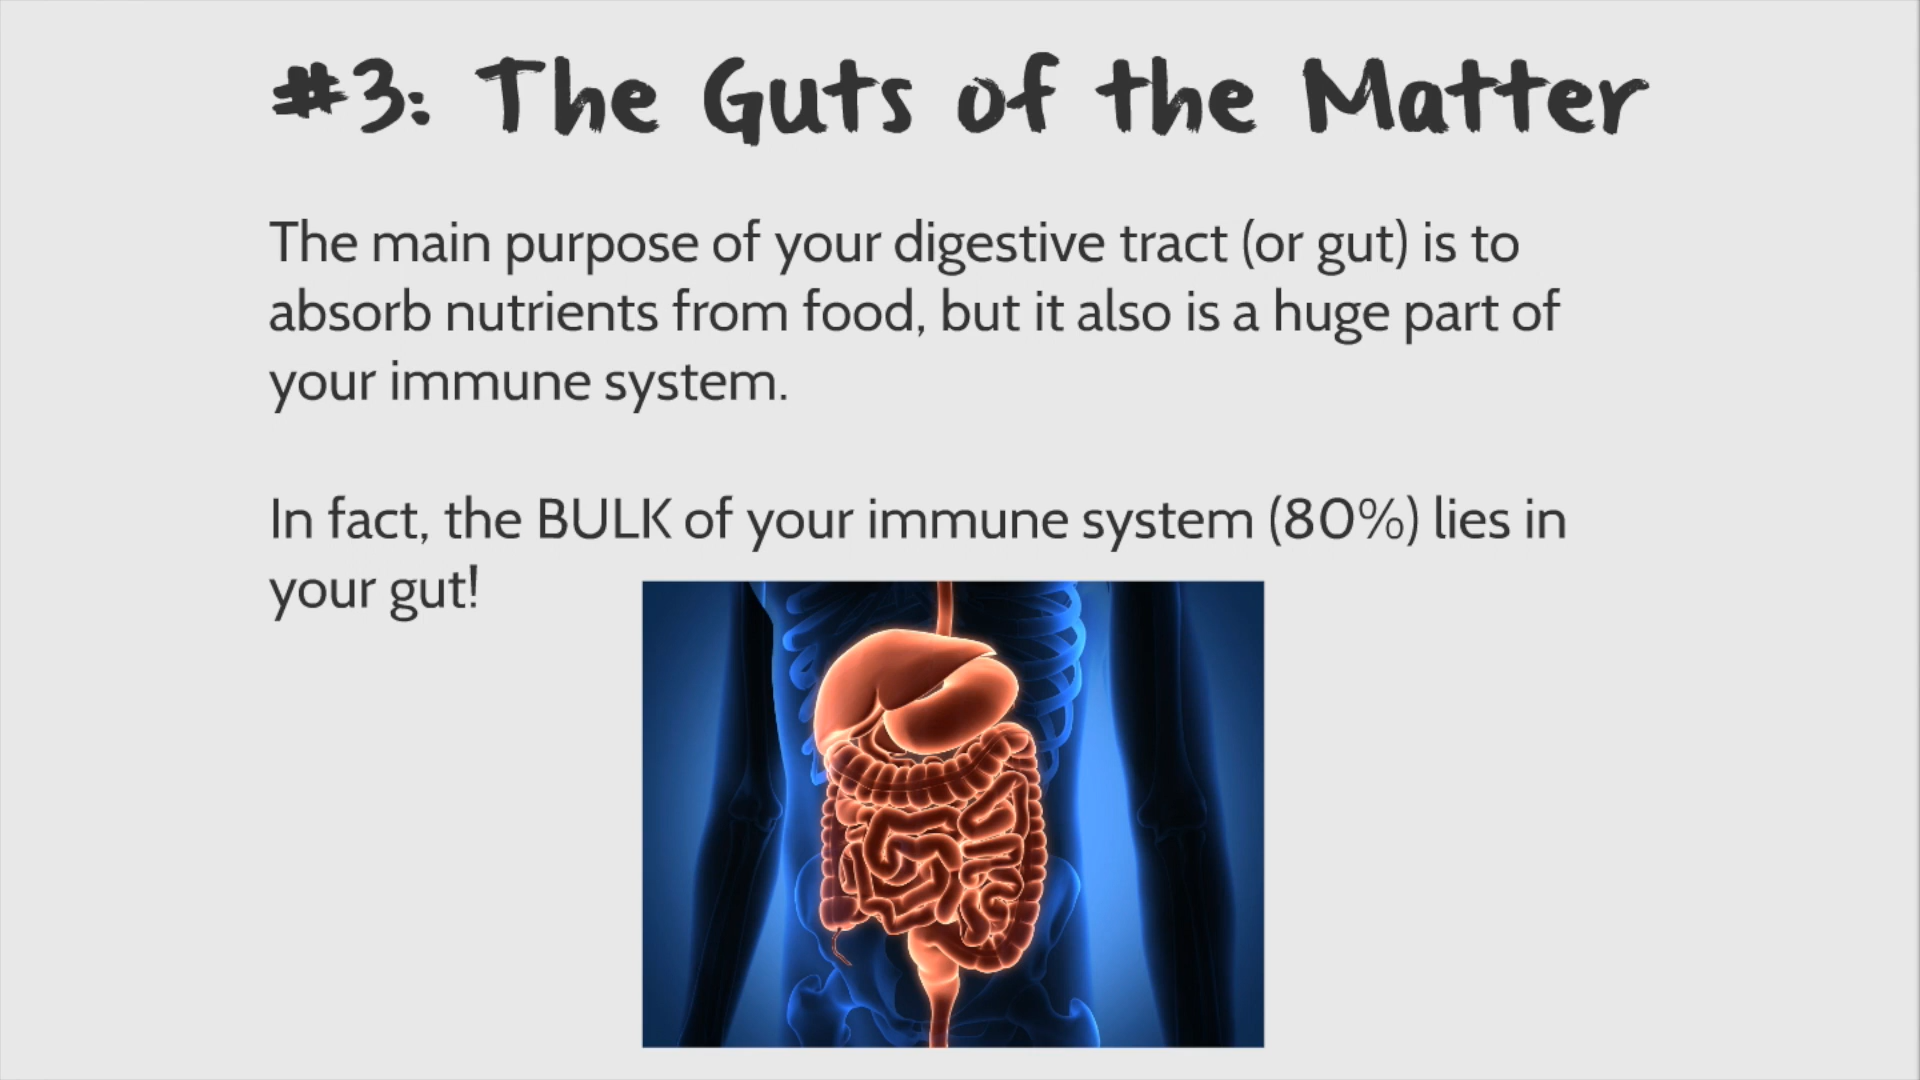 #3: The Guts of the Matter
The main purpose of your digestive tract (or gut) is to
absorb nutrients from food, but it also is a huge part of
your immune system.
In fact, the BULK of your immune system (80%) lies in
your gut!